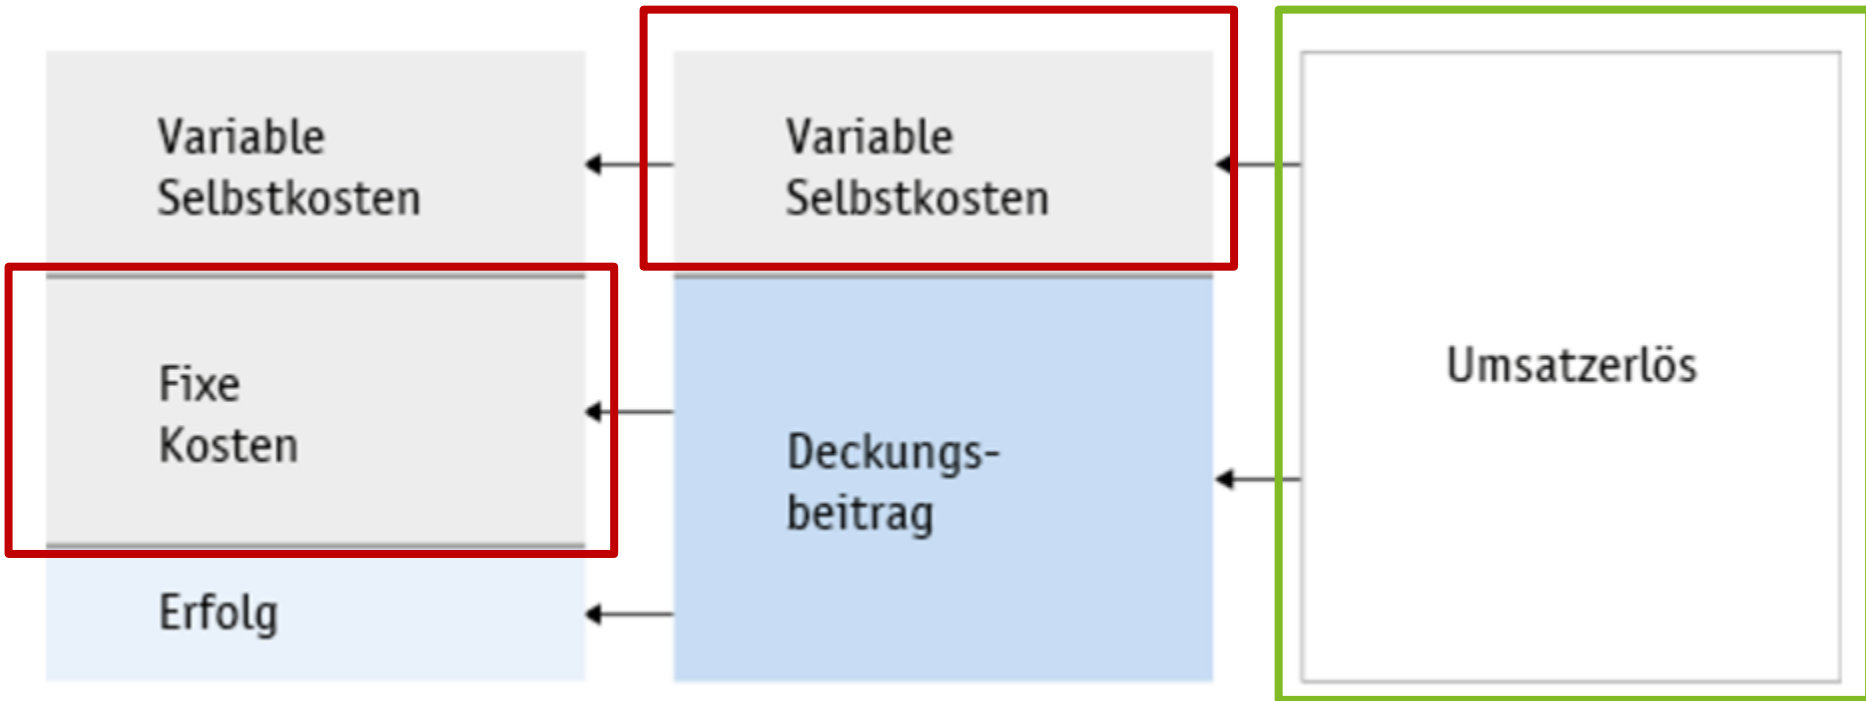 Variable
Selbstkosten
Fixe
Kosten
Erfolg
Variable
Selbstkosten
Deckungs-
beitrag
Umsatzerlös